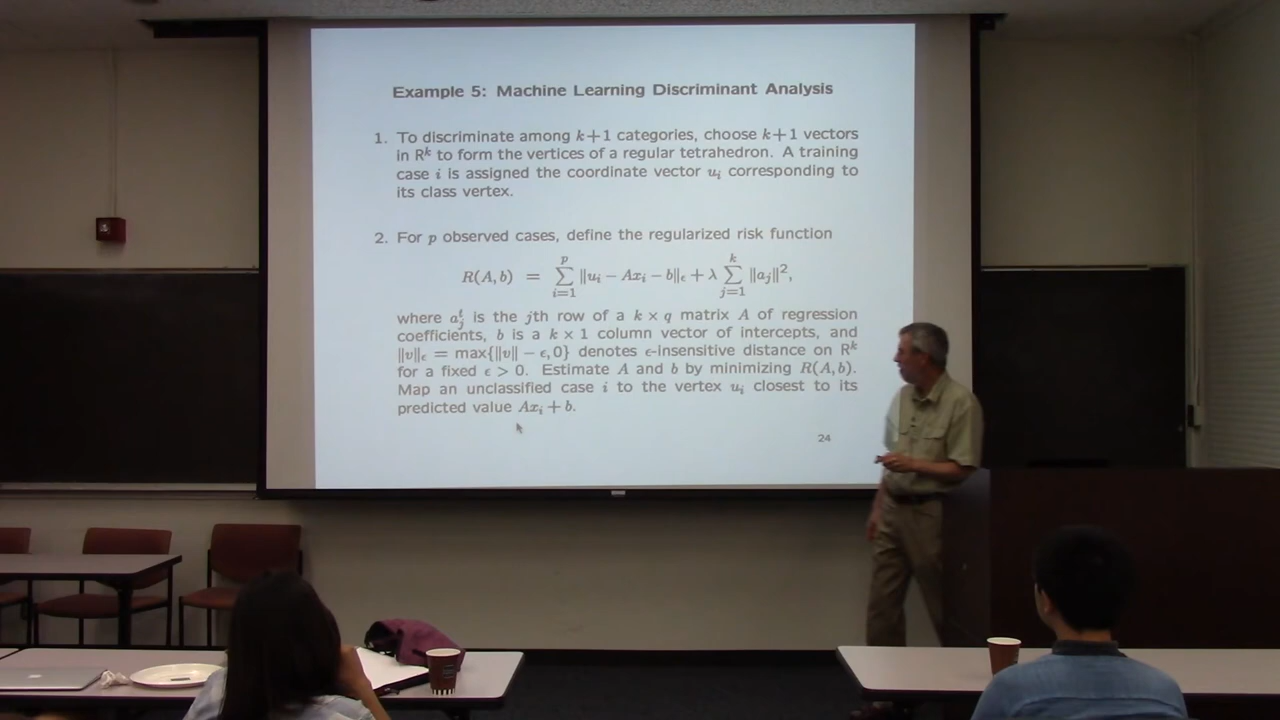 Example 5: Machine Learning Discriminant Analysis
1. To discriminate among k+1 categories, choose k+1 vectors
in R^k to form the vertices of a regular tetrahedron. A training
case i is assigned the coordinate vector u_i corresponding to
its class vertex.
2. For p observed cases, define the regularized risk function
R(A,b) = ∑_{i=1}^{p} ‖u_i − Ax_i − b‖_ϵ + λ ∑_{j=1}^{k} ‖a_j‖²,
where a_j^t is the jth row of a k × q matrix A of regression
coefficients, b is a k × 1 column vector of intercepts, and
‖v‖_ϵ = max{‖v‖ − ϵ, 0} denotes ϵ-insensitive distance on R^k
for a fixed ϵ > 0. Estimate A and b by minimizing R(A,b).
Map an unclassified case i to the vertex u_i closest to its
predicted value Ax_i + b.
24